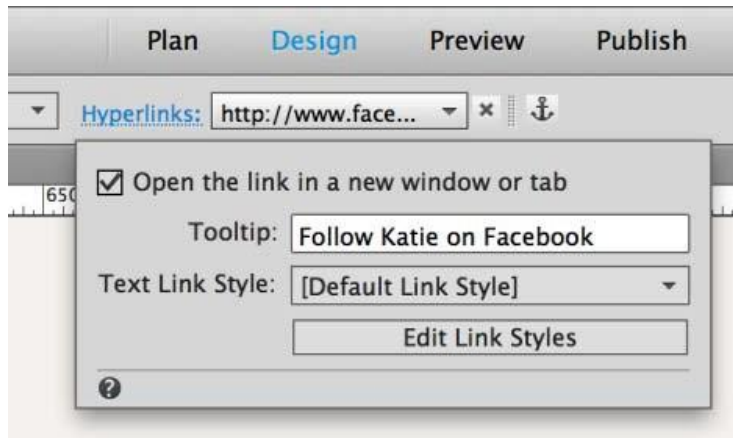 Plan Design Preview Publish
Hyperlinks: http://www.face...
650
Open the link in a new window or tab
Tooltip: Follow Katie on Facebook
Text Link Style: [Default Link Style]
Edit Link Styles
?